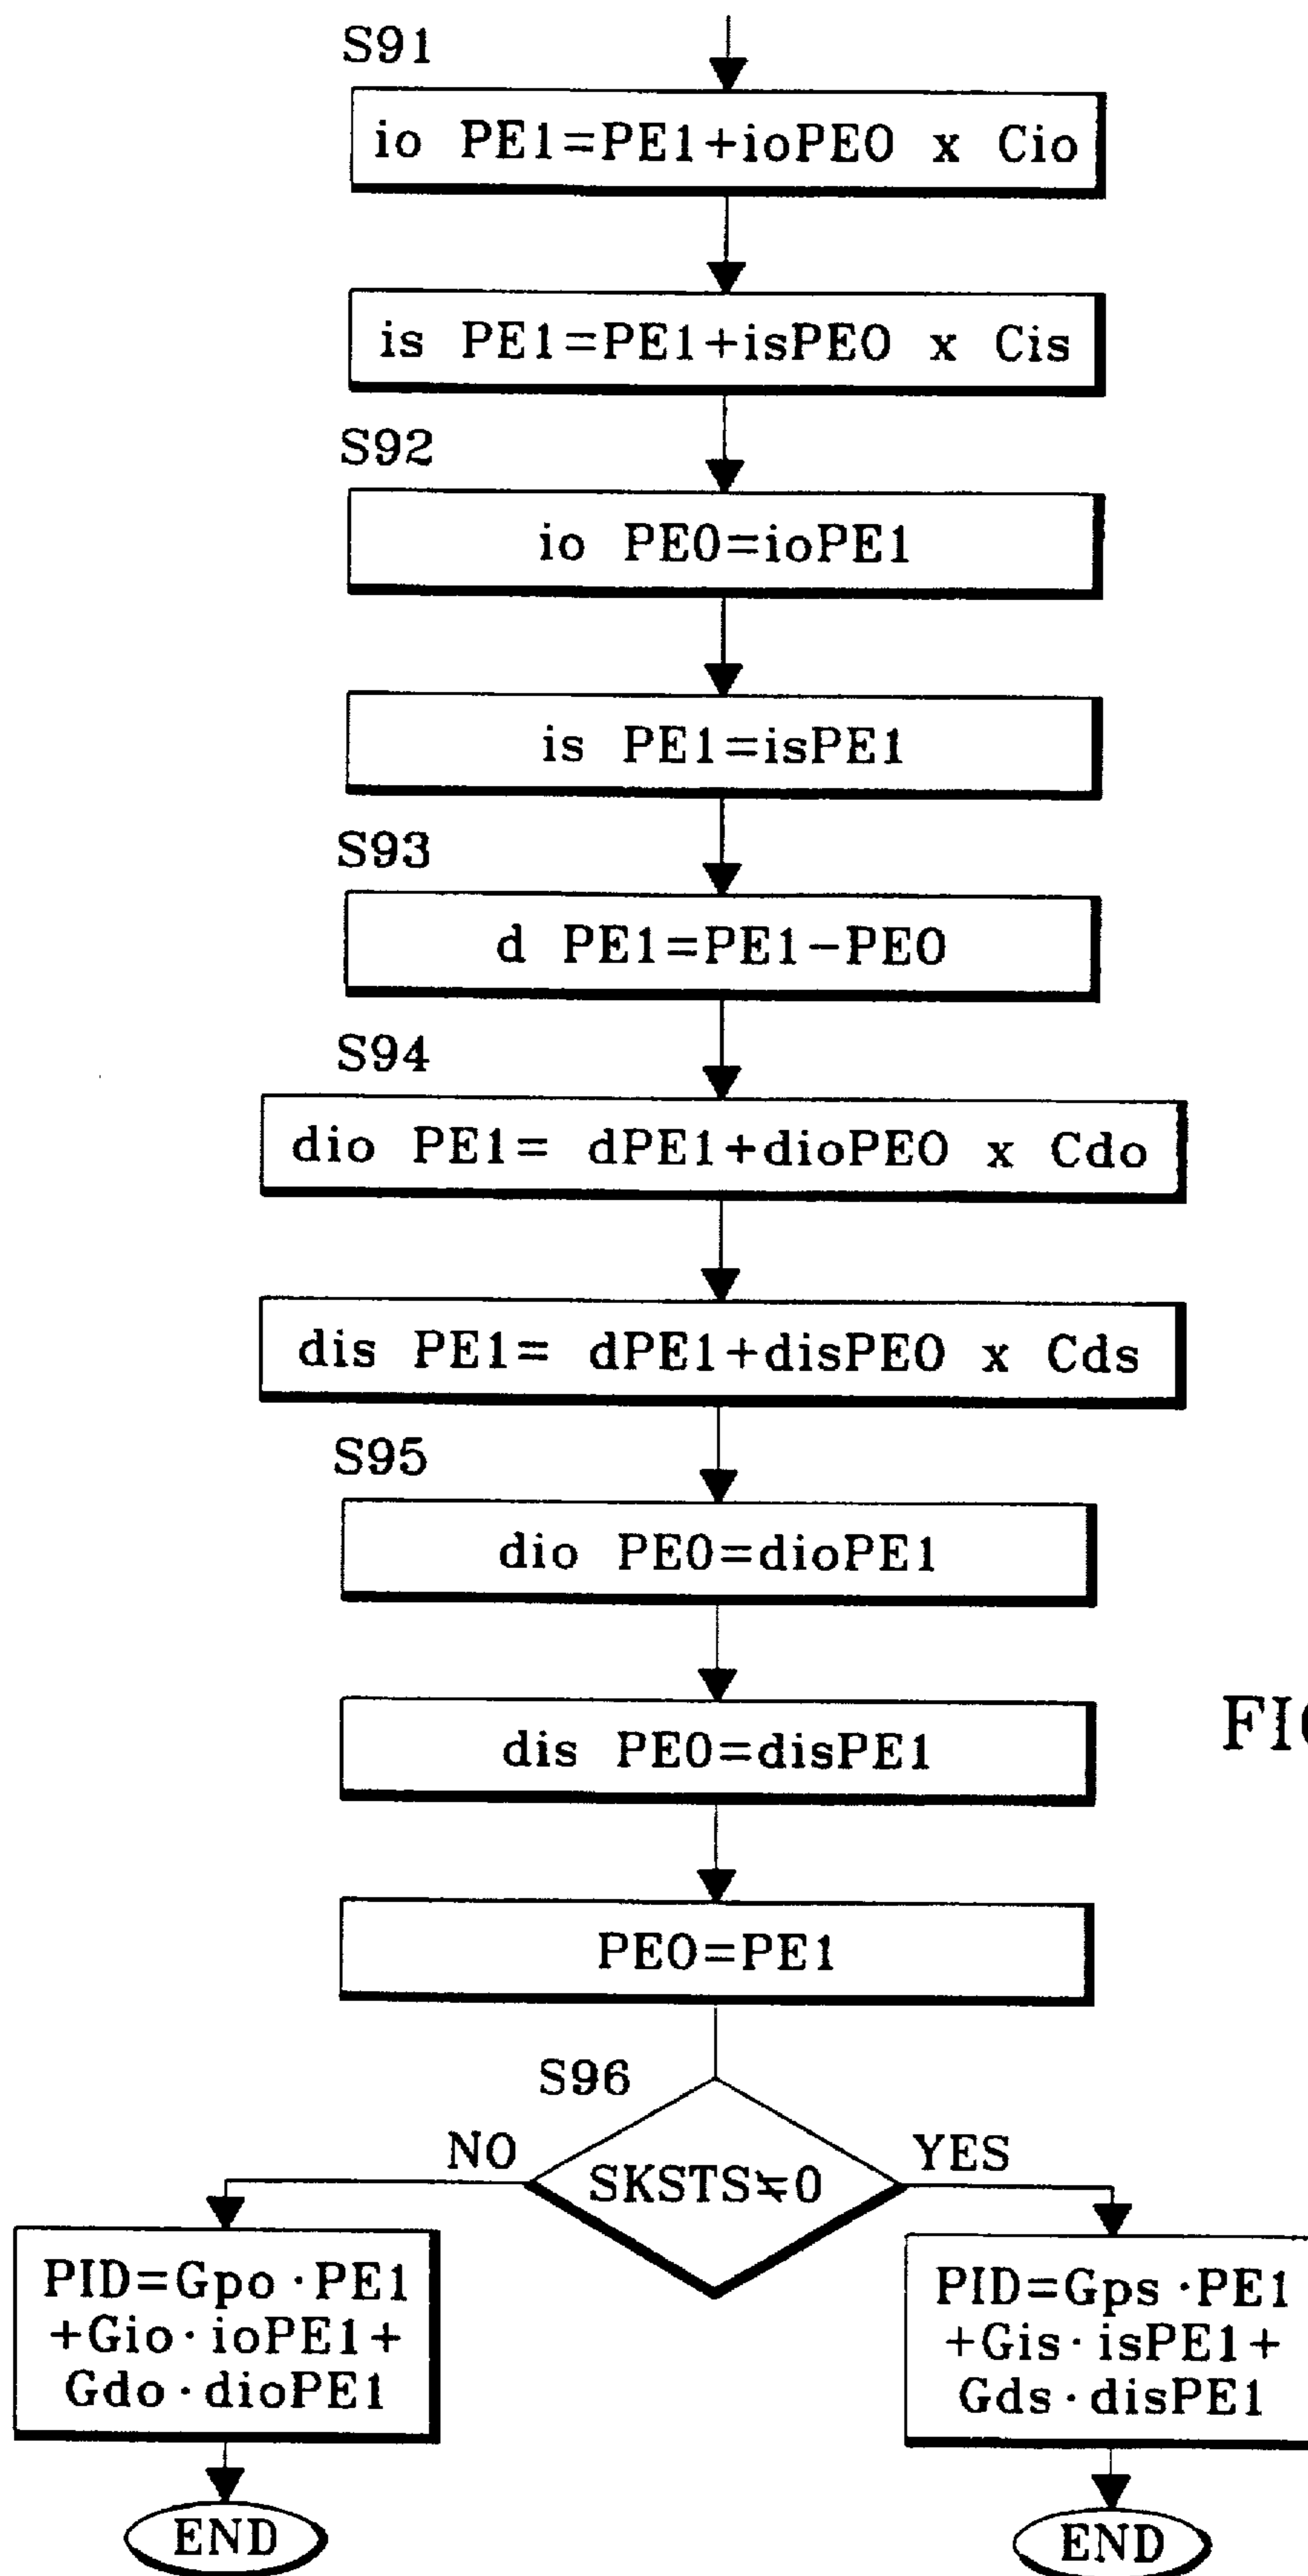 S91
io PE1=PE1+ioPE0 x Cio
is PE1=PE1+isPE0 x Cis
S92
io PE0=ioPE1
is PE1=isPE1
S93
d PE1=PE1-PE0
S94
dio PE1= dPE1+dioPE0 x Cdo
dis PE1= dPE1+disPE0 x Cds
S95
dio PE0=dioPE1
dis PE0=disPE1
FI
PE0=PE1
S96
NO
SKSTS≒0
YES
PID=Gpo·PE1
+Gio·ioPE1+
Gdo·dioPE1
PID=Gps·PE1
+Gis·isPE1+
Gds·disPE1
END
END